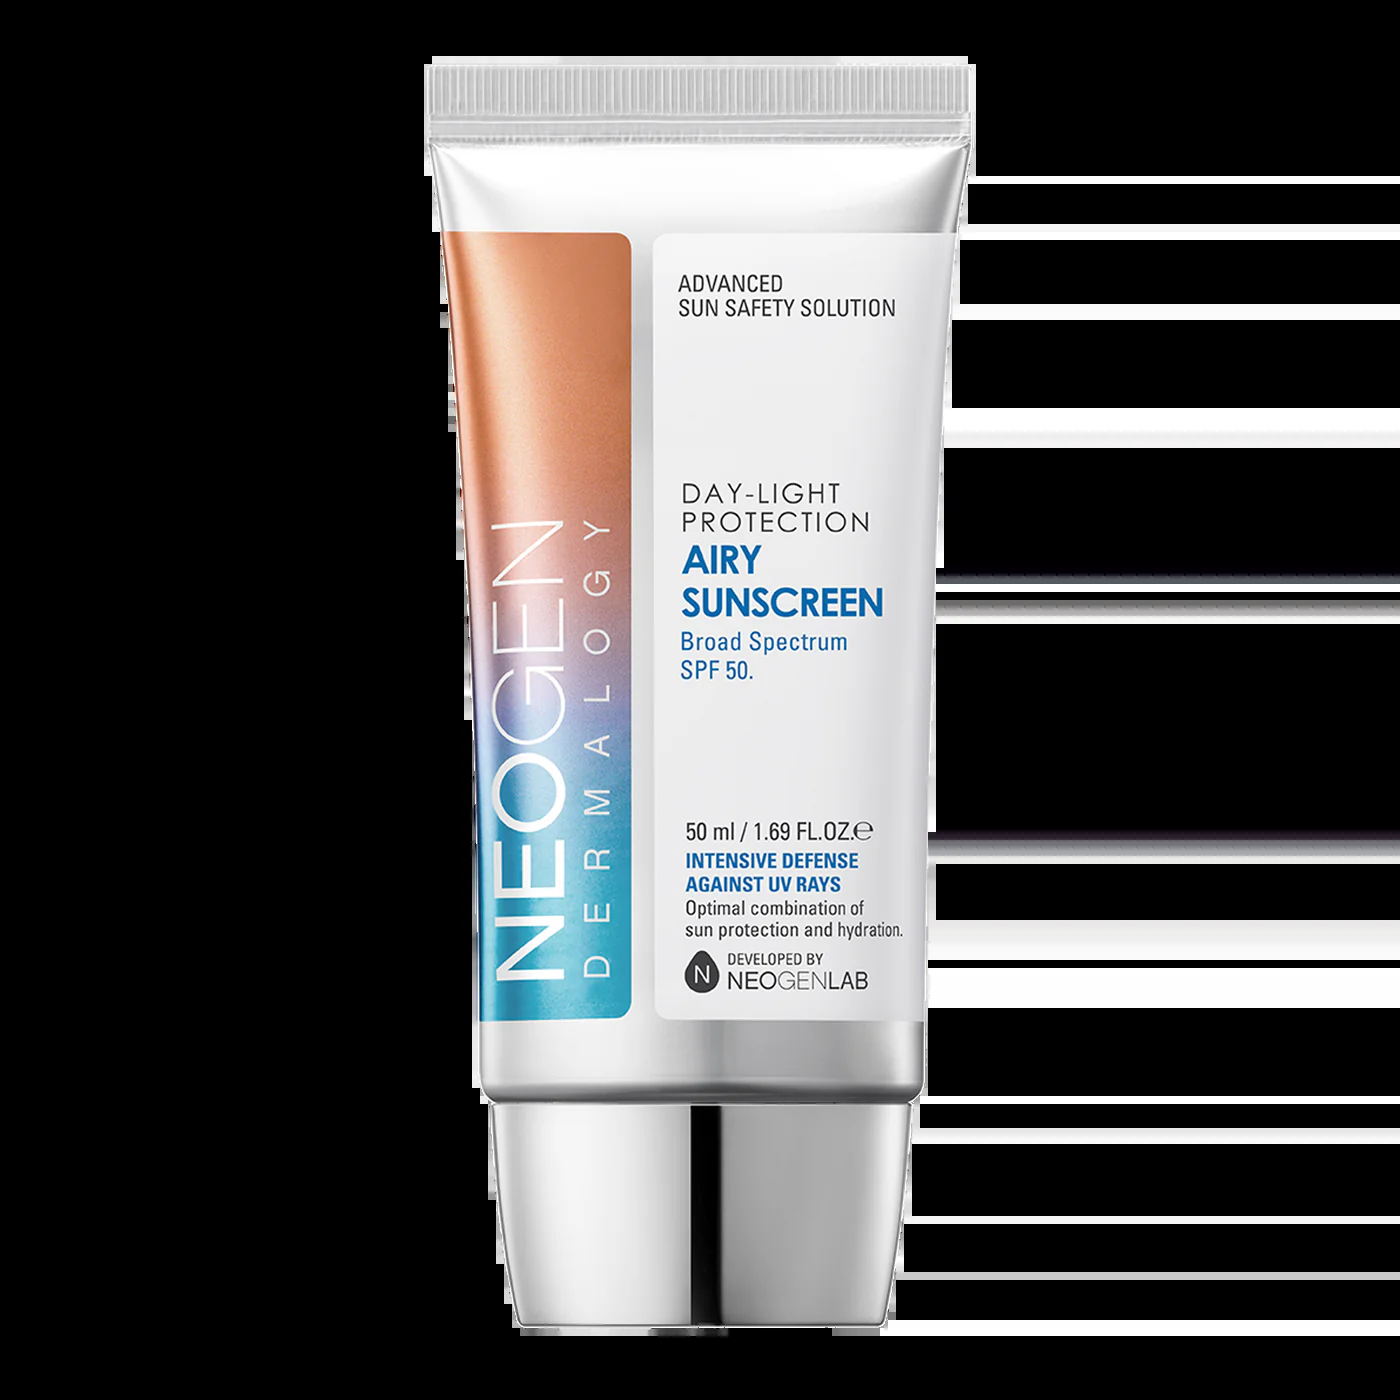 ADVANCED
SUN SAFETY SOLUTION
DAY-LIGHT
PROTECTION
AIRY
SUNSCREEN
Broad Spectrum
SPF 50.
50 ml / 1.69 FL.OZ.℮
INTENSIVE DEFENSE
AGAINST UV RAYS
Optimal combination of
sun protection and hydration.
N
DEVELOPED BY
NEOGENLAB
NEOGEN
DERMALOGY